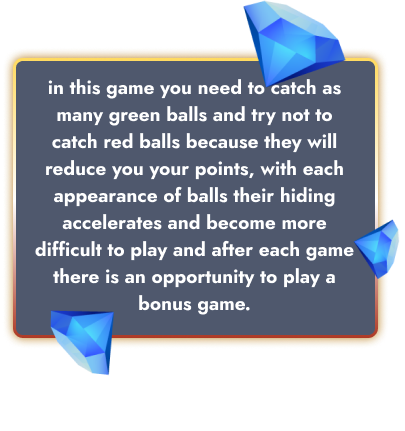 in this game you need to catch as
many green balls and try not to
catch red balls because they will
reduce you your points, with each
appearance of balls their hiding
accelerates and become more
difficult to play and after each game
there is an opportunity to play a
bonus game.